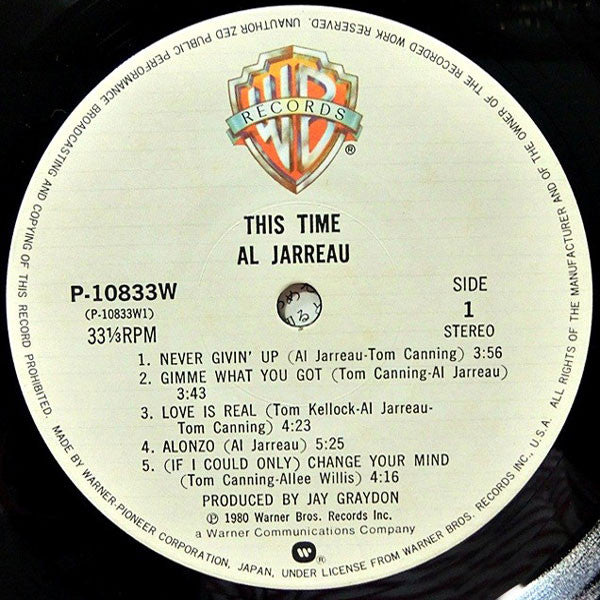 UNAUTHORIZED PUBLIC PERFORMANCE BROADCASTING AND COPYING OF THIS RECORD PROHIBITED. MADE BY WARNER-PIONEER CORPORATION, JAPAN, UNDER LICENSE FROM WARNER BROS. RECORDS INC., U.S.A. ALL RIGHTS OF THE MANUFACTURER AND OF THE OWNER OF THE RECORDED WORK RESERVED.
WB
RECORDS
®
THIS TIME
AL JARREAU
P-10833W
(P-10833W1)
33⅓RPM
SIDE
1
STEREO
1. NEVER GIVIN' UP (Al Jarreau-Tom Canning) 3:56
2. GIMME WHAT YOU GOT (Tom Canning-Al Jarreau)
3:43
3. LOVE IS REAL (Tom Kellock-Al Jarreau-
Tom Canning) 4:23
4. ALONZO (Al Jarreau) 5:25
5. (IF I COULD ONLY) CHANGE YOUR MIND
(Tom Canning-Allee Willis) 4:16
PRODUCED BY JAY GRAYDON
℗ 1980 Warner Bros. Records Inc.
a Warner Communications Company
®